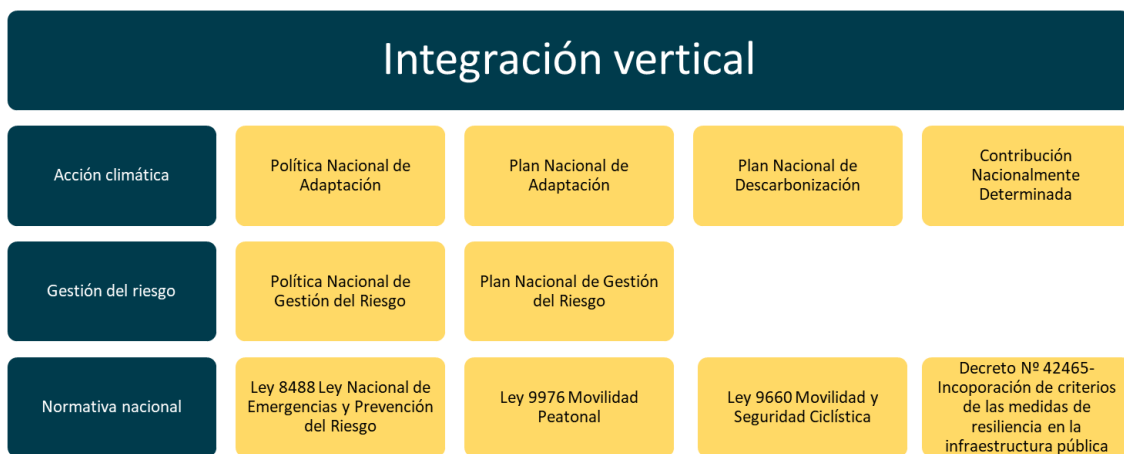 Integración vertical
Acción climática
Política Nacional de
Adaptación
Plan Nacional de
Adaptación
Plan Nacional de
Descarbonización
Contribución
Nacionalmente
Determinada
Gestión del riesgo
Política Nacional de
Gestión del Riesgo
Plan Nacional de Gestión
del Riesgo
Normativa nacional
Ley 8488 Ley Nacional de
Emergencias y Prevención
del Riesgo
Ley 9976 Movilidad
Peatonal
Ley 9660 Movilidad y
Seguridad Ciclística
Decreto Nº 42465-
Incoporación de criterios
de las medidas de
resiliencia en la
infraestructura pública